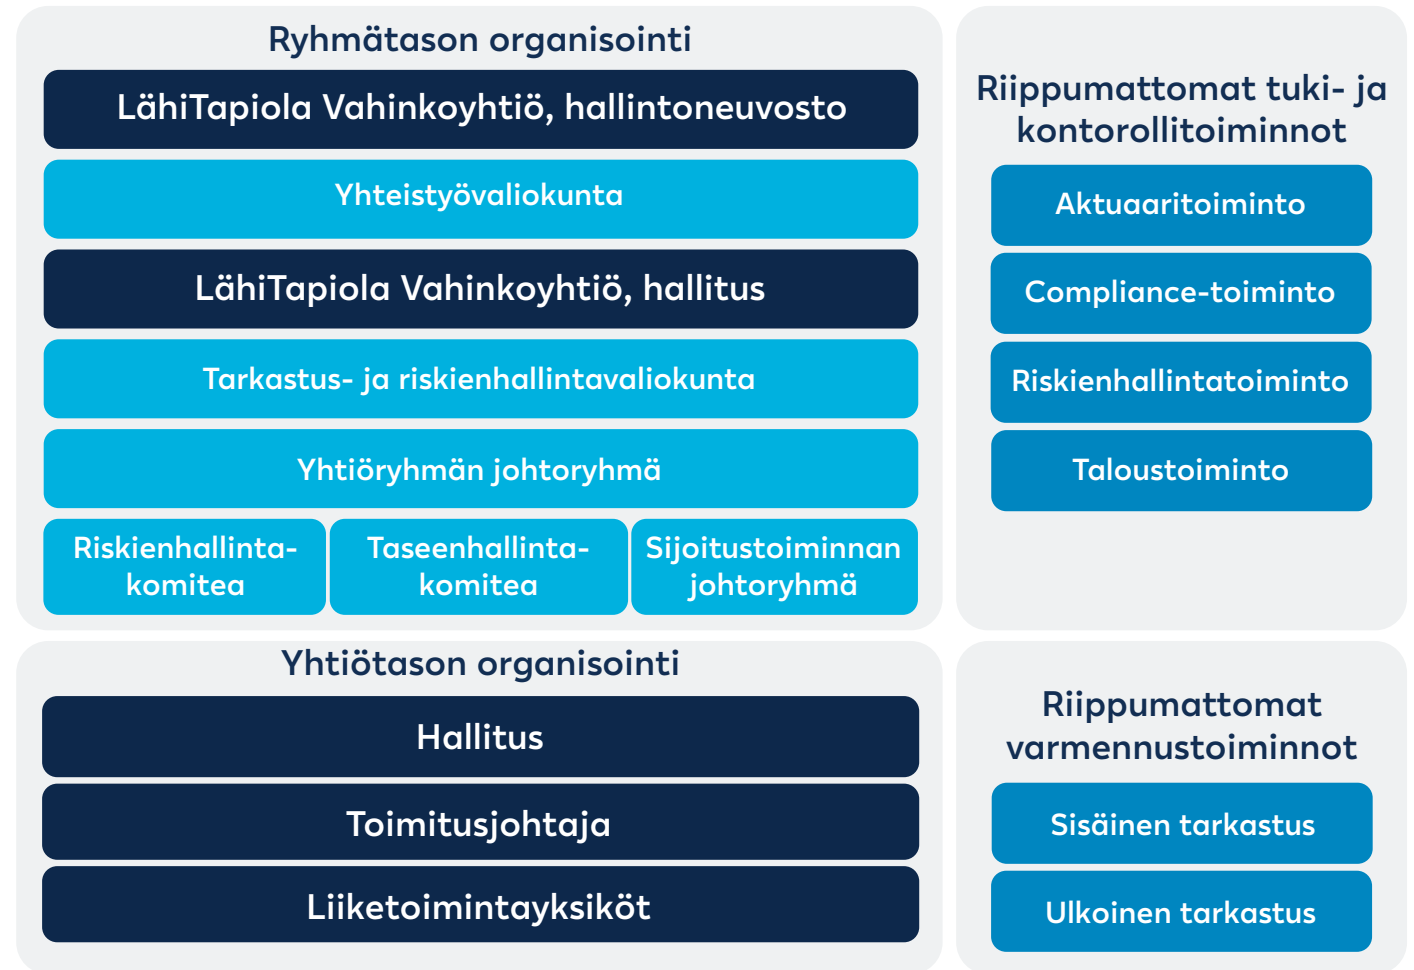 Ryhmätason organisointi
LähiTapiola Vahinkoyhtiö, hallintoneuvosto
Yhteistyövaliokunta
LähiTapiola Vahinkoyhtiö, hallitus
Tarkastus- ja riskienhallintavaliokunta
Yhtiöryhmän johtoryhmä
Riskienhallinta-
komitea
Taseenhallinta-
komitea
Sijoitustoiminnan
johtoryhmä
Riippumattomat tuki- ja
kontorollitoiminnot
Aktuaaritoiminto
Compliance-toiminto
Riskienhallintatoiminto
Taloustoiminto
Yhtiötason organisointi
Hallitus
Toimitusjohtaja
Liiketoimintayksiköt
Riippumattomat
varmennustoiminnot
Sisäinen tarkastus
Ulkoinen tarkastus